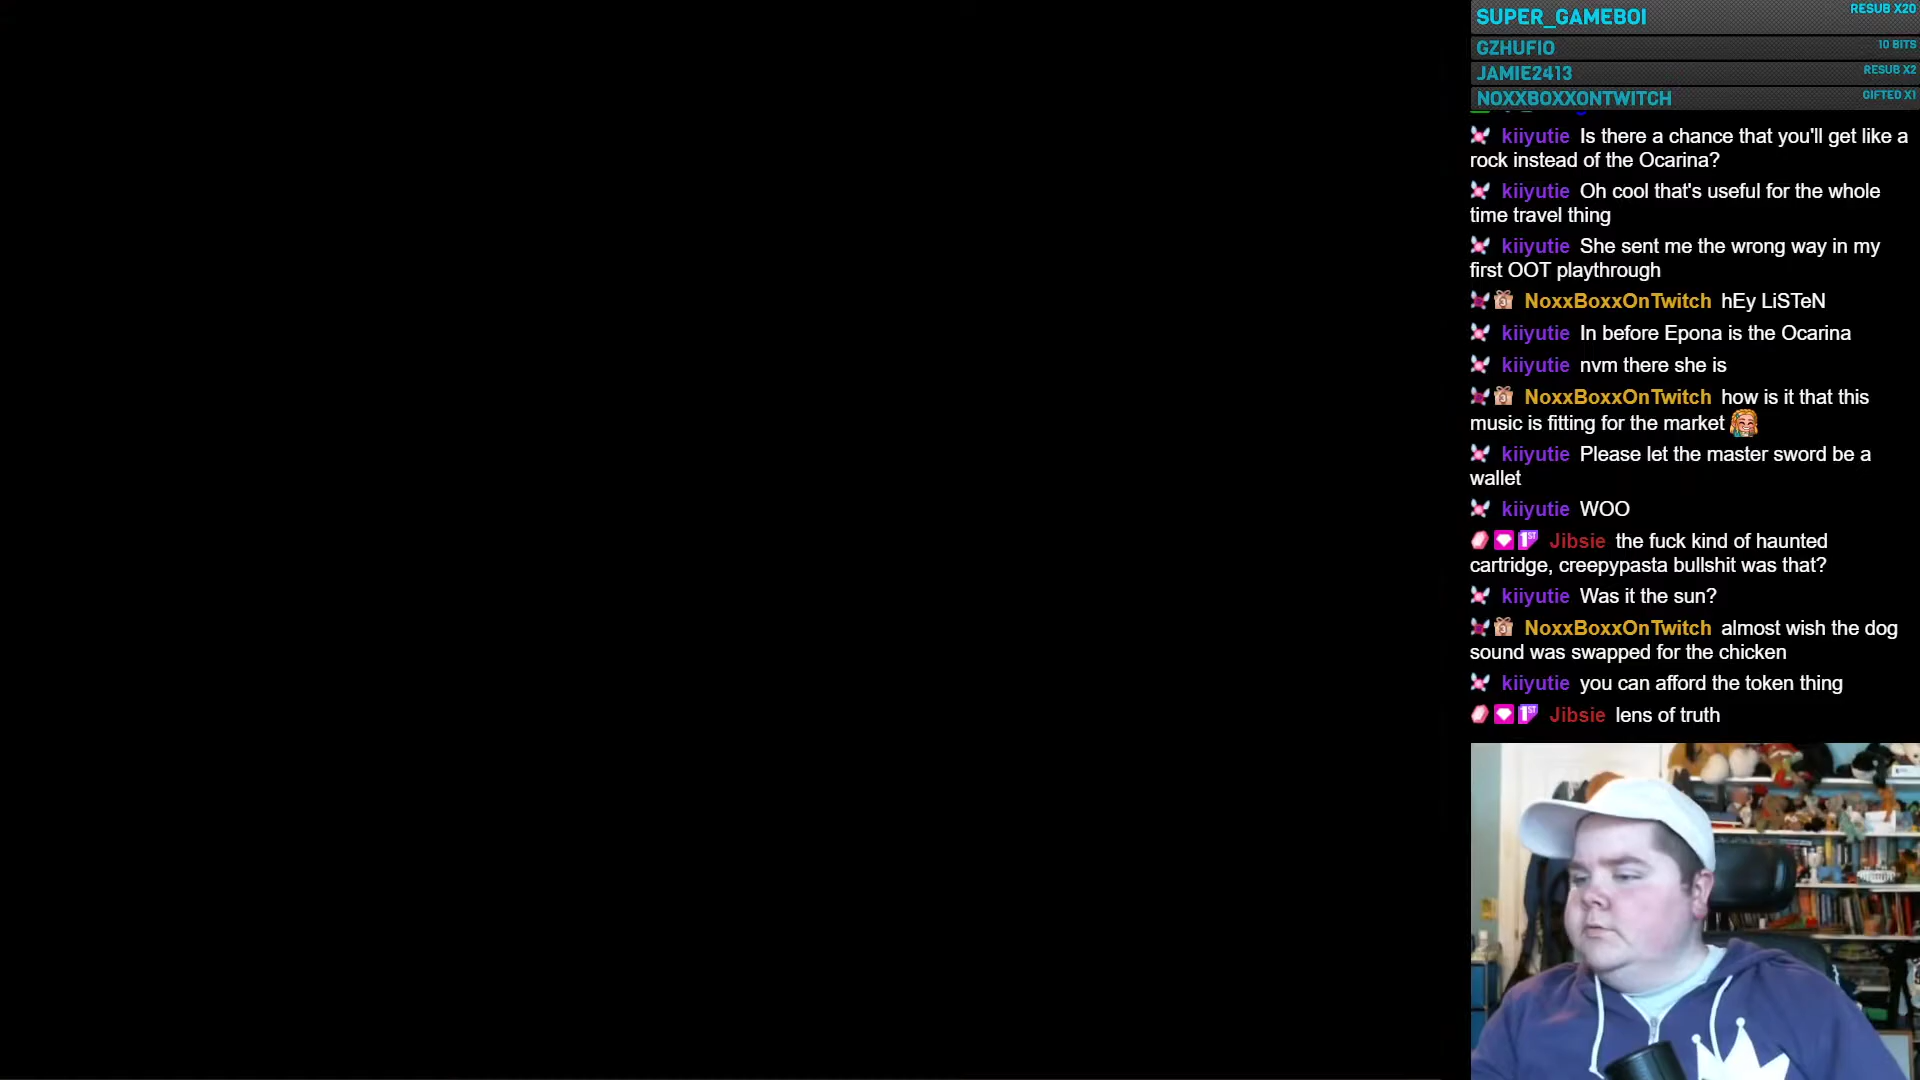 SUPER_GAMEBOI RESUB X20
GZHUFIO 10 BITS
JAMIE2413 RESUB X2
NOXXBOXXONTWITCH GIFTED X1
kiiyutie Is there a chance that you'll get like a
rock instead of the Ocarina?
kiiyutie Oh cool that's useful for the whole
time travel thing
kiiyutie She sent me the wrong way in my
first OOT playthrough
NoxxBoxxOnTwitch hEy LiSTeN
kiiyutie In before Epona is the Ocarina
kiiyutie nvm there she is
NoxxBoxxOnTwitch how is it that this
music is fitting for the market
kiiyutie Please let the master sword be a
wallet
kiiyutie WOO
1ST Jibsie the fuck kind of haunted
cartridge, creepypasta bullshit was that?
kiiyutie Was it the sun?
NoxxBoxxOnTwitch almost wish the dog
sound was swapped for the chicken
kiiyutie you can afford the token thing
1ST Jibsie lens of truth